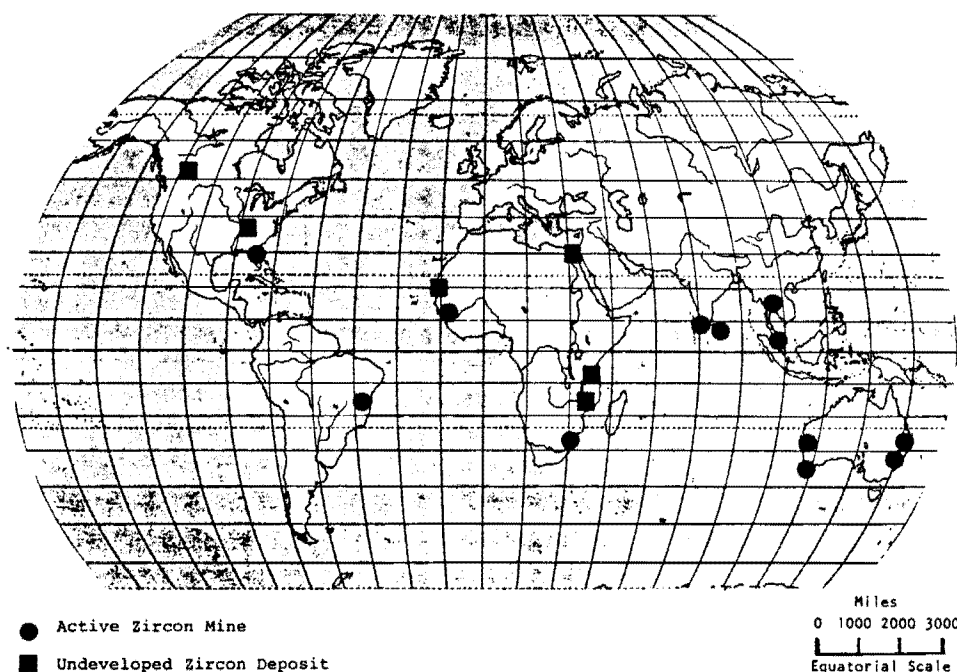 Miles
0 1000 2000 3000
Equatorial Scale
Active Zircon Mine
Undeveloped Zircon Deposit